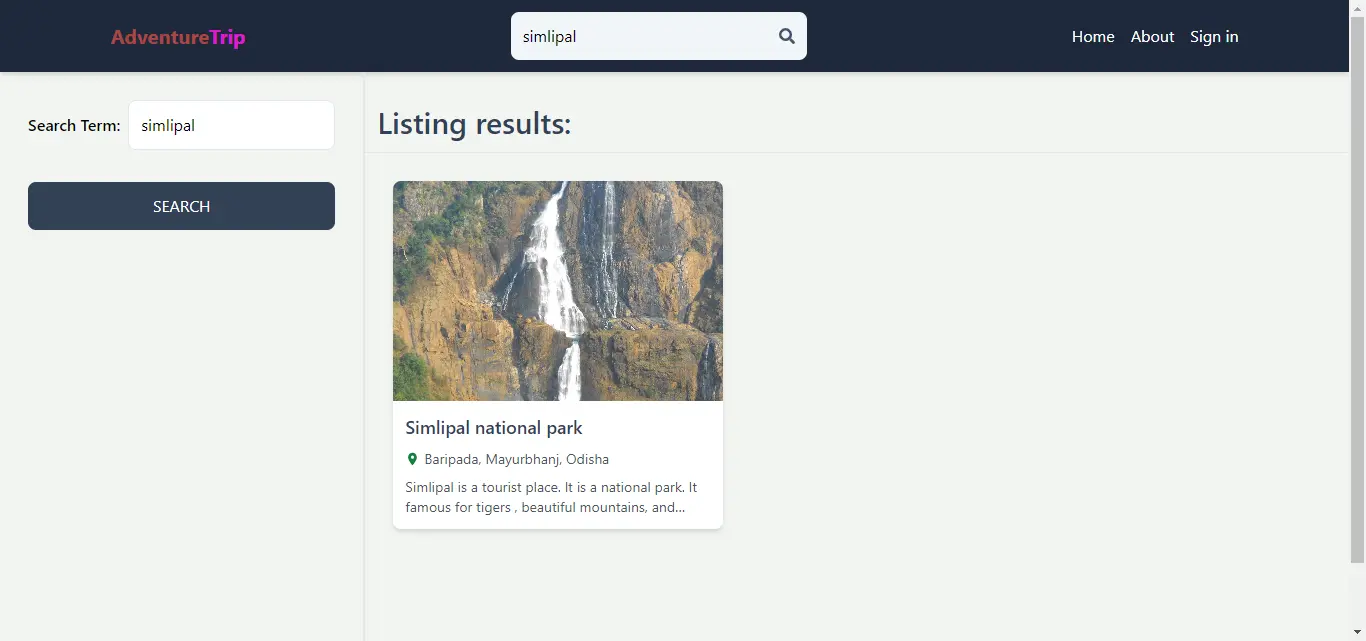 AdventureTrip
simlipal
Home About Sign in
Search Term: simlipal
SEARCH
Listing results:
Simlipal national park
Baripada, Mayurbhanj, Odisha
Simlipal is a tourist place. It is a national park. It
famous for tigers , beautiful mountains, and...